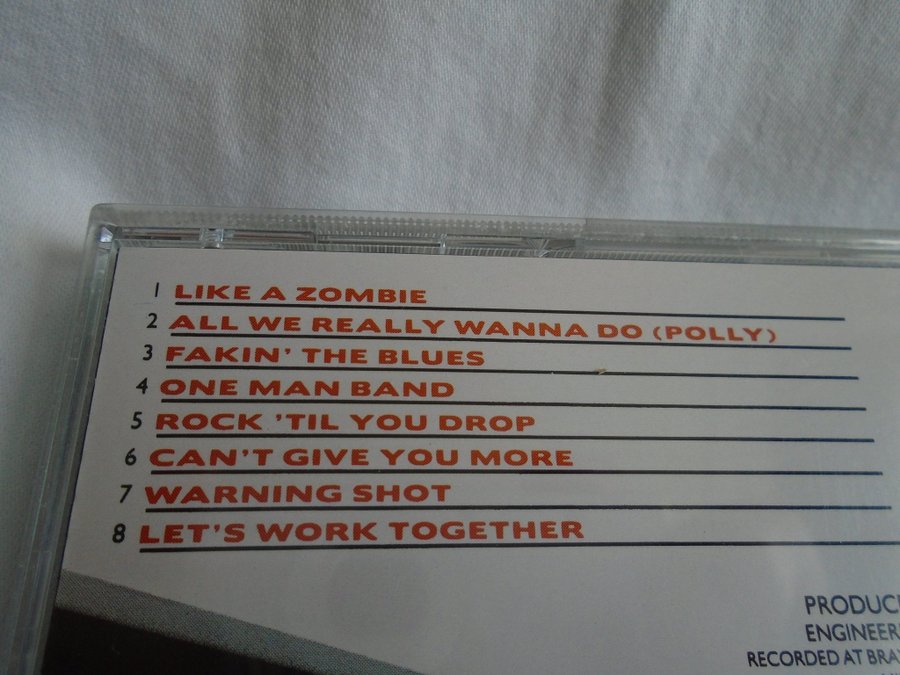 1 LIKE A ZOMBIE
2 ALL WE REALLY WANNA DO (POLLY)
3 FAKIN' THE BLUES
4 ONE MAN BAND
5 ROCK 'TIL YOU DROP
6 CAN'T GIVE YOU MORE
7 WARNING SHOT
8 LET'S WORK TOGETHER
PRODUC
ENGINEER
RECORDED AT BRA